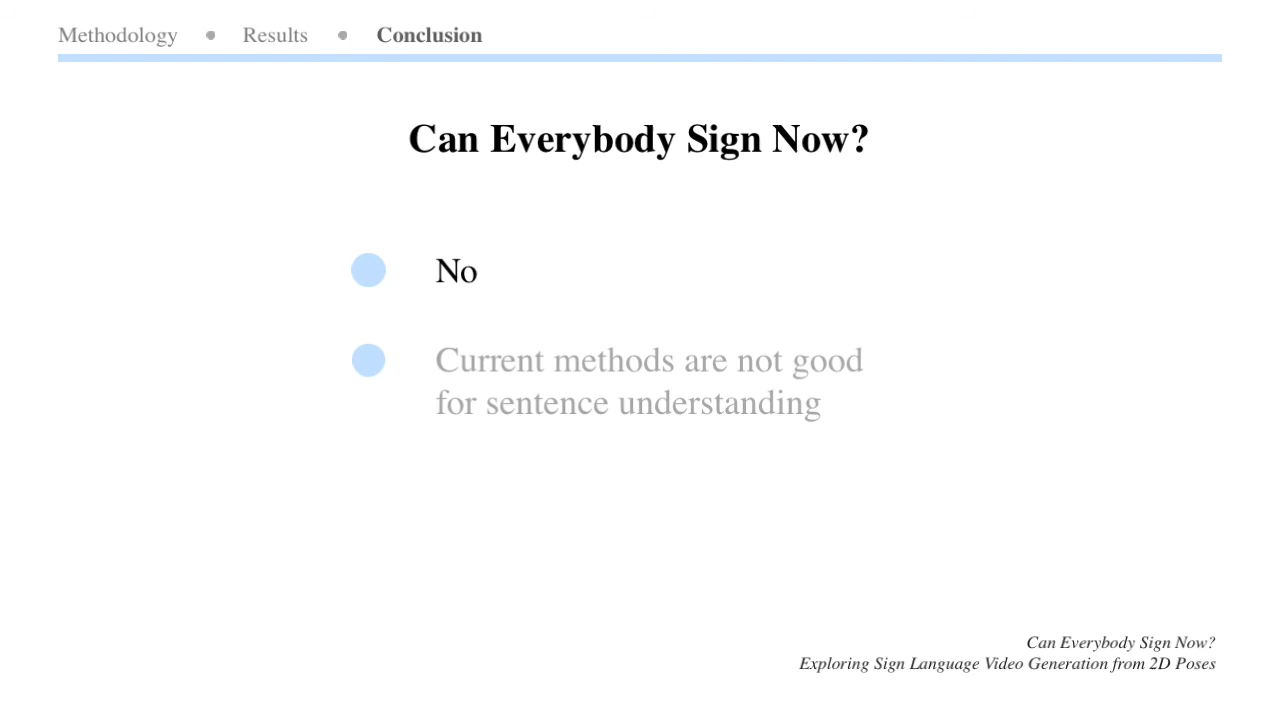 Methodology • Results • Conclusion
Can Everybody Sign Now?
No
Current methods are not good
for sentence understanding
Can Everybody Sign Now?
Exploring Sign Language Video Generation from 2D Poses